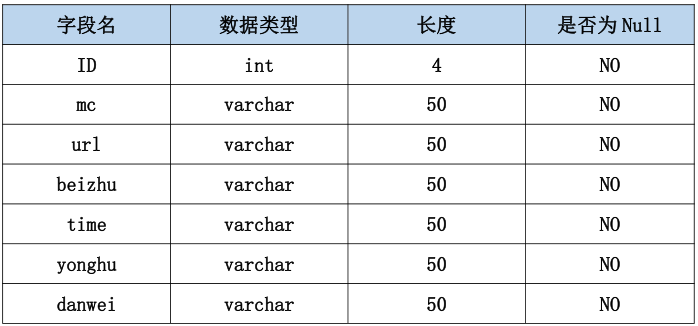 字段名 数据类型 长度 是否为 Null
ID int 4 NO
mc varchar 50 NO
url varchar 50 NO
beizhu varchar 50 NO
time varchar 50 NO
yonghu varchar 50 NO
danwei varchar 50 NO